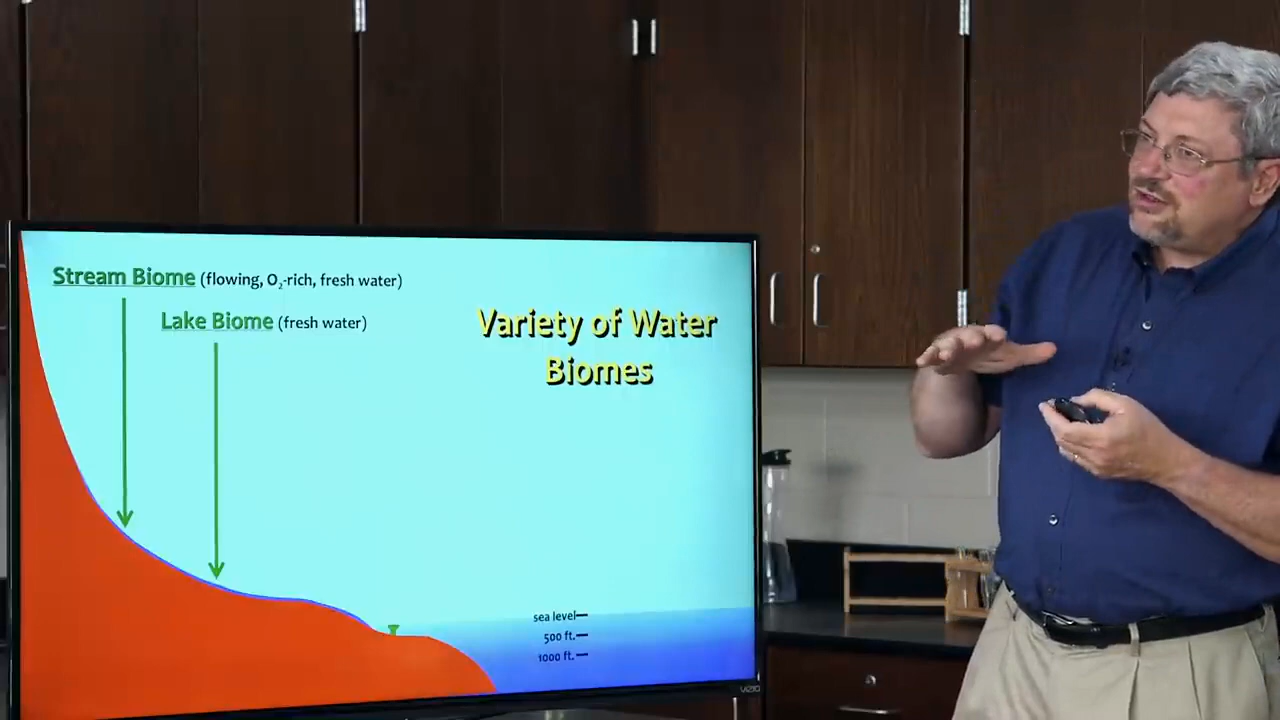 Stream Biome (flowing, O₂-rich, fresh water)
Lake Biome (fresh water)
Variety of Water
Biomes
sea level
500 ft.
1000 ft.
VIZIO